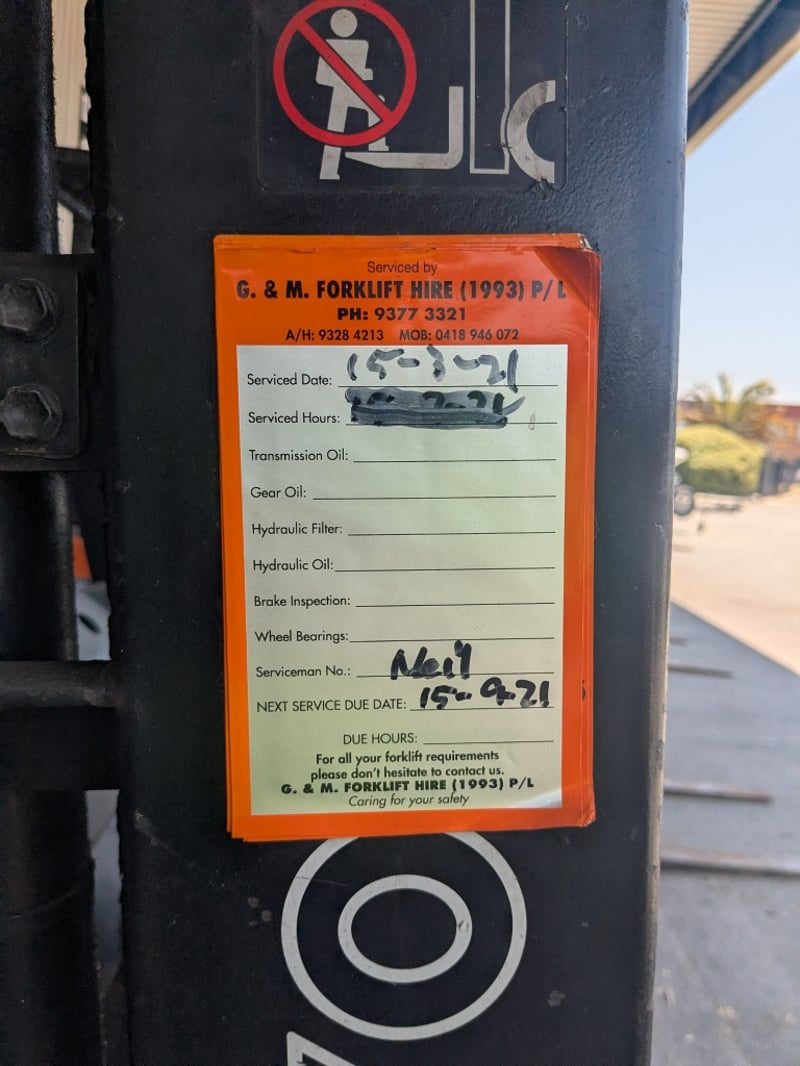 Serviced by
G. & M. FORKLIFT HIRE (1993) P/L
PH: 9377 3321
A/H: 9328 4213 MOB: 0418 946 072
Serviced Date: 15-3-21
Serviced Hours:
Transmission Oil:
Gear Oil:
Hydraulic Filter:
Hydraulic Oil:
Brake Inspection:
Wheel Bearings:
Serviceman No.: Neil
NEXT SERVICE DUE DATE: 15-9-21
DUE HOURS:
For all your forklift requirements
please don't hesitate to contact us.
G. & M. FORKLIFT HIRE (1993) P/L
Caring for your safety